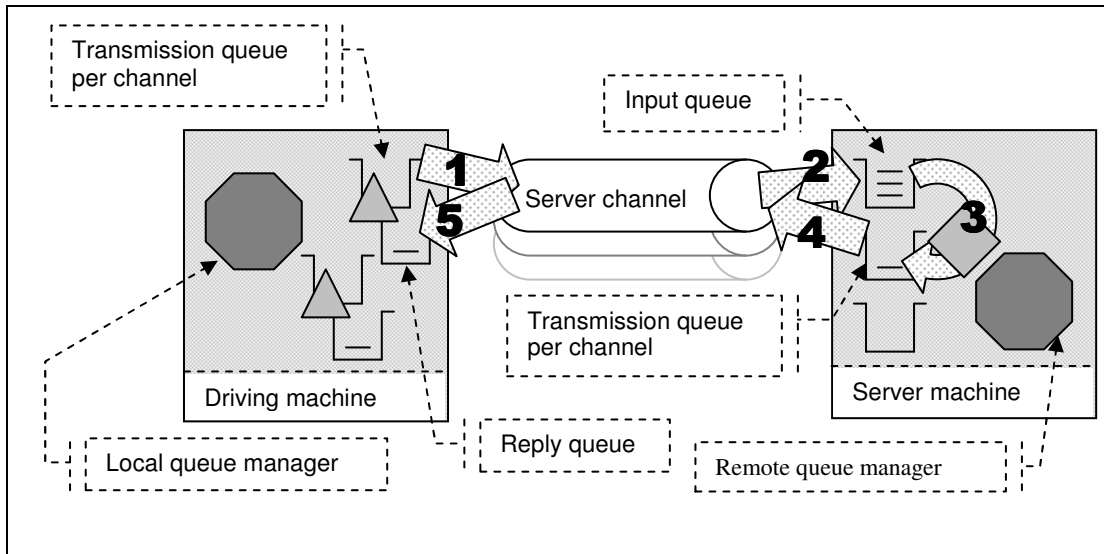 Transmission queue
per channel
Input queue
1
2
Server channel
3
5
4
Transmission queue
per channel
Driving machine
Server machine
Local queue manager
Reply queue
Remote queue manager